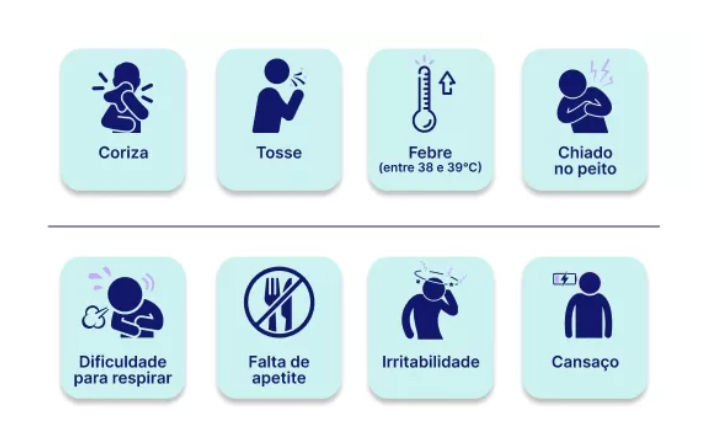 Coriza
Tosse
Febre
(entre 38 e 39°C)
Chiado
no peito
Dificuldade
para respirar
Falta de
apetite
Irritabilidade
Cansaço